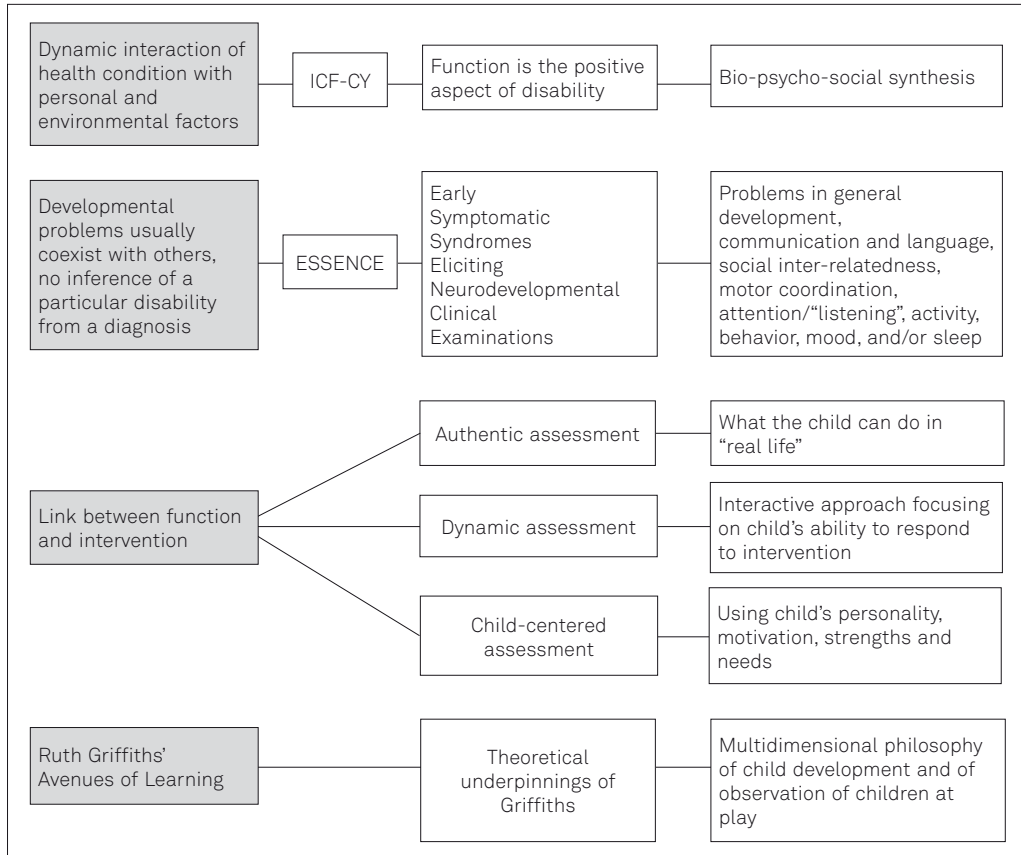 Dynamic interaction of
health condition with
personal and
environmental factors
ICF-CY
Function is the positive
aspect of disability
Bio-psycho-social synthesis
Developmental
problems usually
coexist with others,
no inference of a
particular disability
from a diagnosis
ESSENCE
Early
Symptomatic
Syndromes
Eliciting
Neurodevelopmental
Clinical
Examinations
Problems in general
development,
communication and language,
social inter-relatedness,
motor coordination,
attention/“listening”, activity,
behavior, mood, and/or sleep
Link between function
and intervention
Authentic assessment
What the child can do in
“real life”
Dynamic assessment
Interactive approach focusing
on child’s ability to respond
to intervention
Child-centered
assessment
Using child’s personality,
motivation, strengths and
needs
Ruth Griffiths’
Avenues of Learning
Theoretical
underpinnings of
Griffiths
Multidimensional philosophy
of child development and of
observation of children at
play